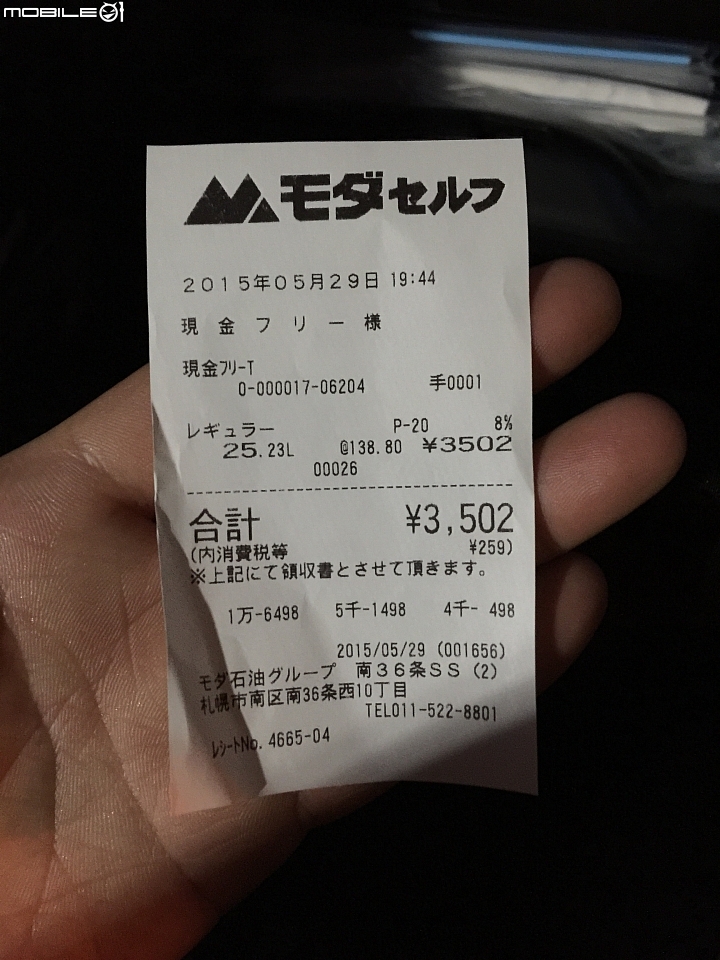 MOBILE01
モダセルフ
2015年05月29日 19:44
現金フリー様
現金フリーT
0-000017-06204 手0001
レギュラー P-20 8%
25.23L @138.80 ¥3502
00026
合計 ¥3,502
(内消費税等 ¥259)
※上記にて領収書とさせて頂きます。
1万-6498 5千-1498 4千- 498
2015/05/29 (001656)
モダ石油グループ 南36条SS(2)
札幌市南区南36条西10丁目
TEL011-522-8801
レシートNo. 4665-04